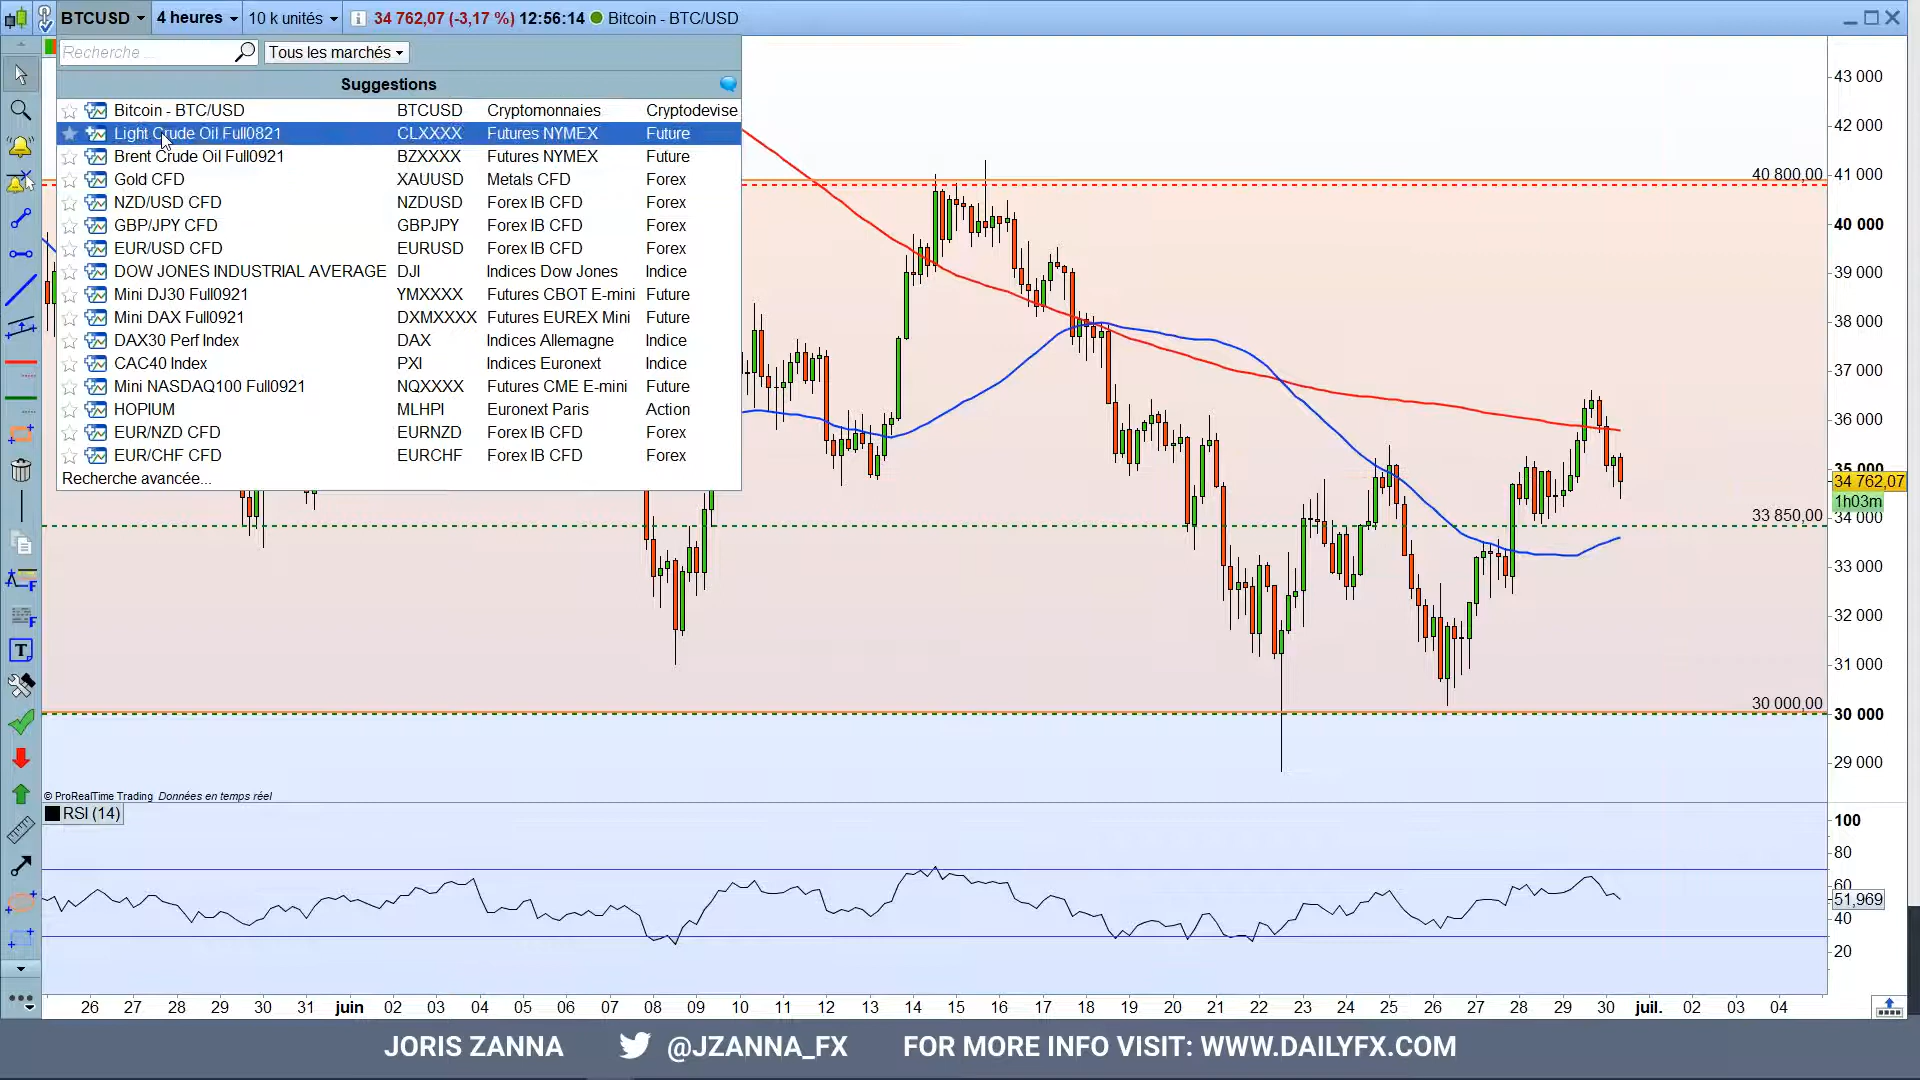 BTCUSD 4 heures 10 k unités 34 762,07 (-3,17 %) 12:56:14 Bitcoin - BTC/USD
Recherche ... Tous les marchés
Suggestions
Bitcoin - BTC/USD BTCUSD Cryptomonnaies Cryptodevise
Light Crude Oil Full0821 CLXXXX Futures NYMEX Future
Brent Crude Oil Full0921 BZXXXX Futures NYMEX Future
Gold CFD XAUUSD Metals CFD Forex
NZD/USD CFD NZDUSD Forex IB CFD Forex
GBP/JPY CFD GBPJPY Forex IB CFD Forex
EUR/USD CFD EURUSD Forex IB CFD Forex
DOW JONES INDUSTRIAL AVERAGE DJI Indices Dow Jones Indice
Mini DJ30 Full0921 YMXXXX Futures CBOT E-mini Future
Mini DAX Full0921 DXMXXXX Futures EUREX Mini Future
DAX30 Perf Index DAX Indices Allemagne Indice
CAC40 Index PXI Indices Euronext Indice
Mini NASDAQ100 Full0921 NQXXXX Futures CME E-mini Future
HOPIUM MLHPI Euronext Paris Action
EUR/NZD CFD EURNZD Forex IB CFD Forex
EUR/CHF CFD EURCHF Forex IB CFD Forex
Recherche avancée...
43 000
42 000
40 800,00
41 000
40 000
39 000
38 000
37 000
36 000
35 000
34 762,07
1h03m
33 850,00
34 000
33 000
32 000
31 000
30 000,00
30 000
29 000
© ProRealTime Trading Données en temps réel
RSI (14)
100
80
60
51,969
40
20
26 27 28 29 30 31 juin 02 03 04 05 06 07 08 09 10 11 12 13 14 15 16 17 18 19 20 21 22 23 24 25 26 27 28 29 30 juil. 02 03 04
JORIS ZANNA @JZANNA_FX FOR MORE INFO VISIT: WWW.DAILYFX.COM